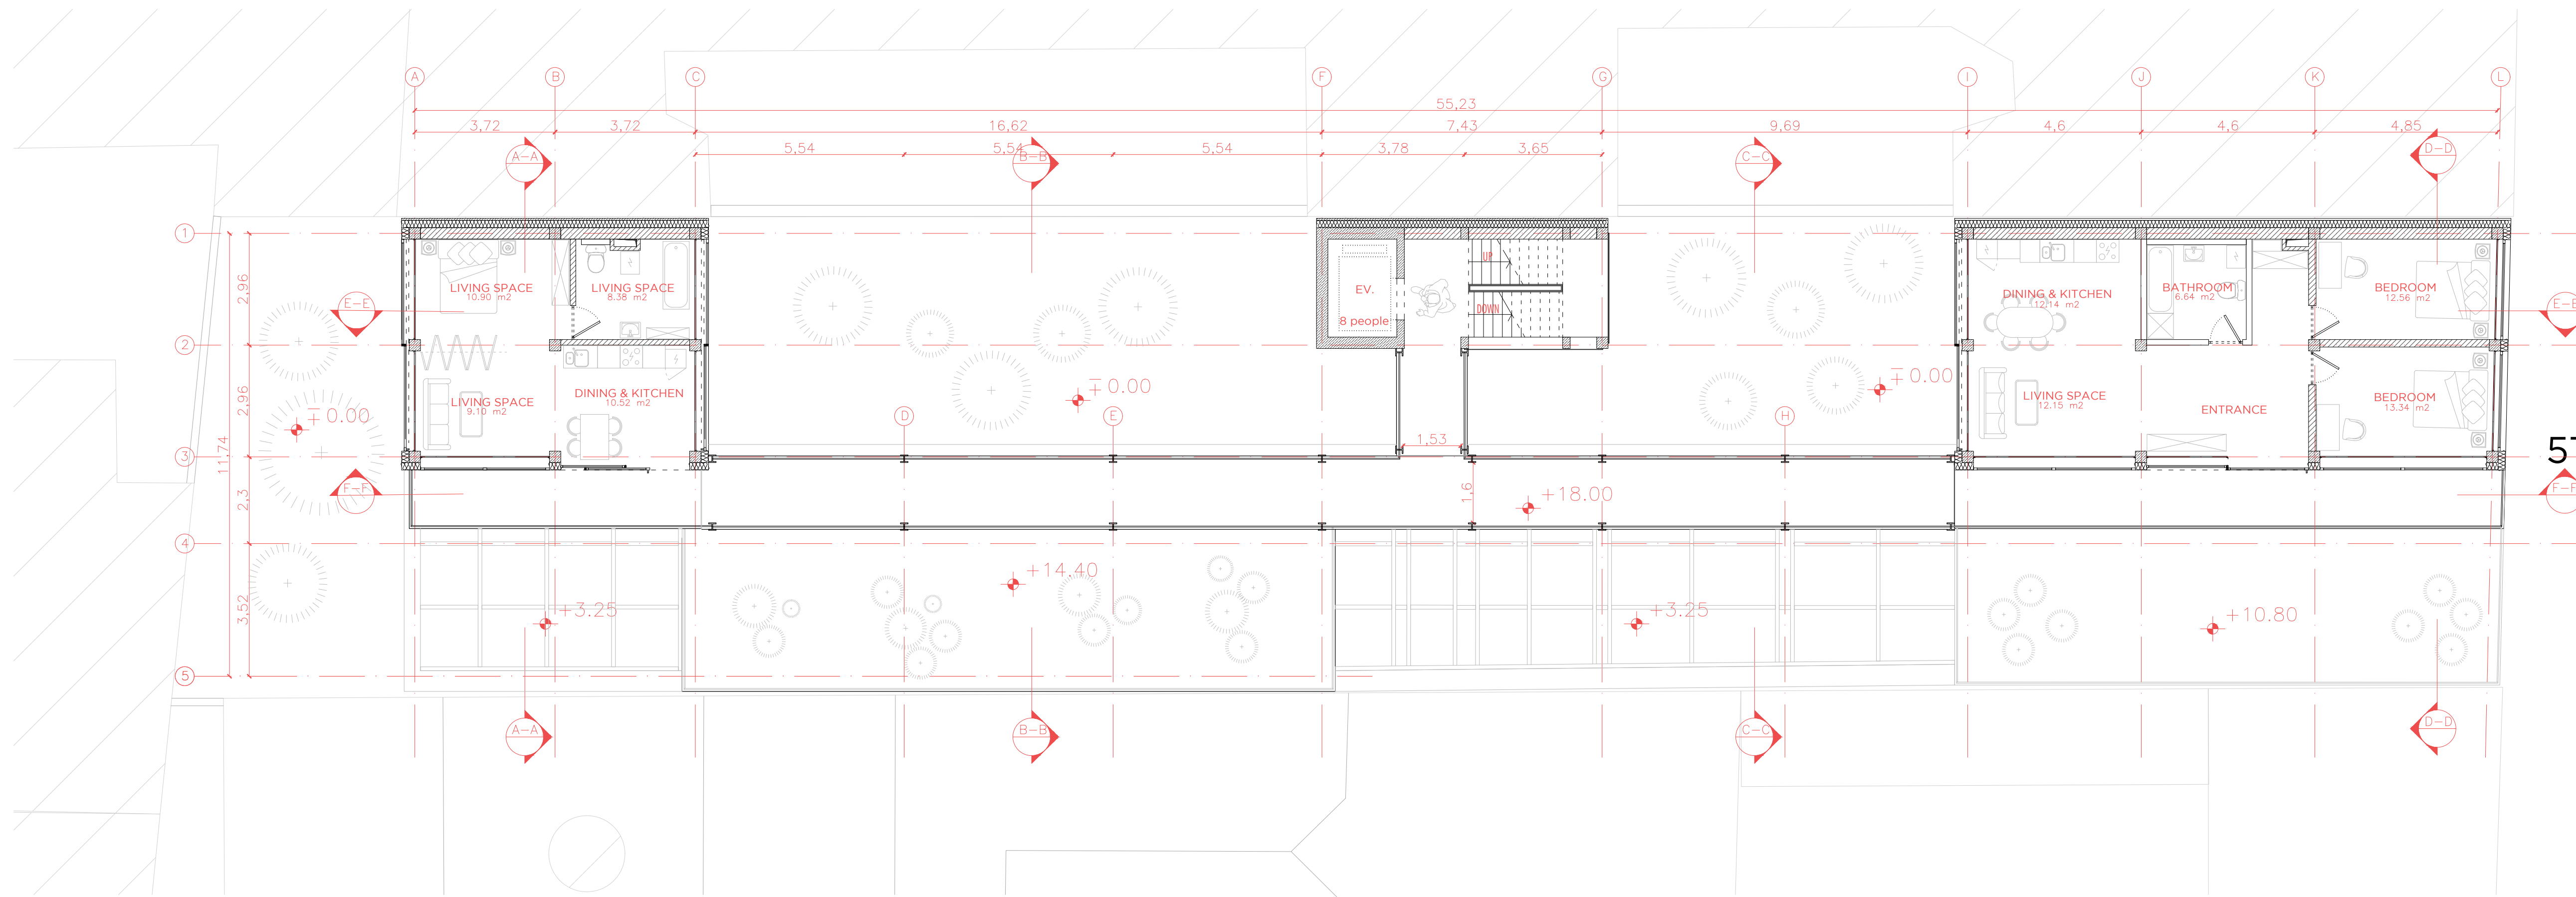 A B C F G I J K L
55,23
3,72 3,72 16,62 7,43 9,69 4,6 4,6 4,85
5,54 5,54 5,54 3,78 3,65
A-A B-B C-C D-D
1
2,96
E-E
LIVING SPACE
10.90 m2
LIVING SPACE
8.38 m2
EV.
8 people
UP
DOWN
DINING & KITCHEN
12.14 m2
BATHROOM
6.64 m2
BEDROOM
12.56 m2
E-E
2
2,96
∓ 0.00
LIVING SPACE
9.10 m2
DINING & KITCHEN
10.52 m2
∓ 0.00
D E
1,53
∓ 0.00
H
LIVING SPACE
12.15 m2
ENTRANCE
BEDROOM
13.34 m2
11,74
3
2,3
F-F
1,6
+18.00
F-F
4
3,52
+3.25
+14.40
+3.25
+10.80
5
A-A B-B C-C D-D